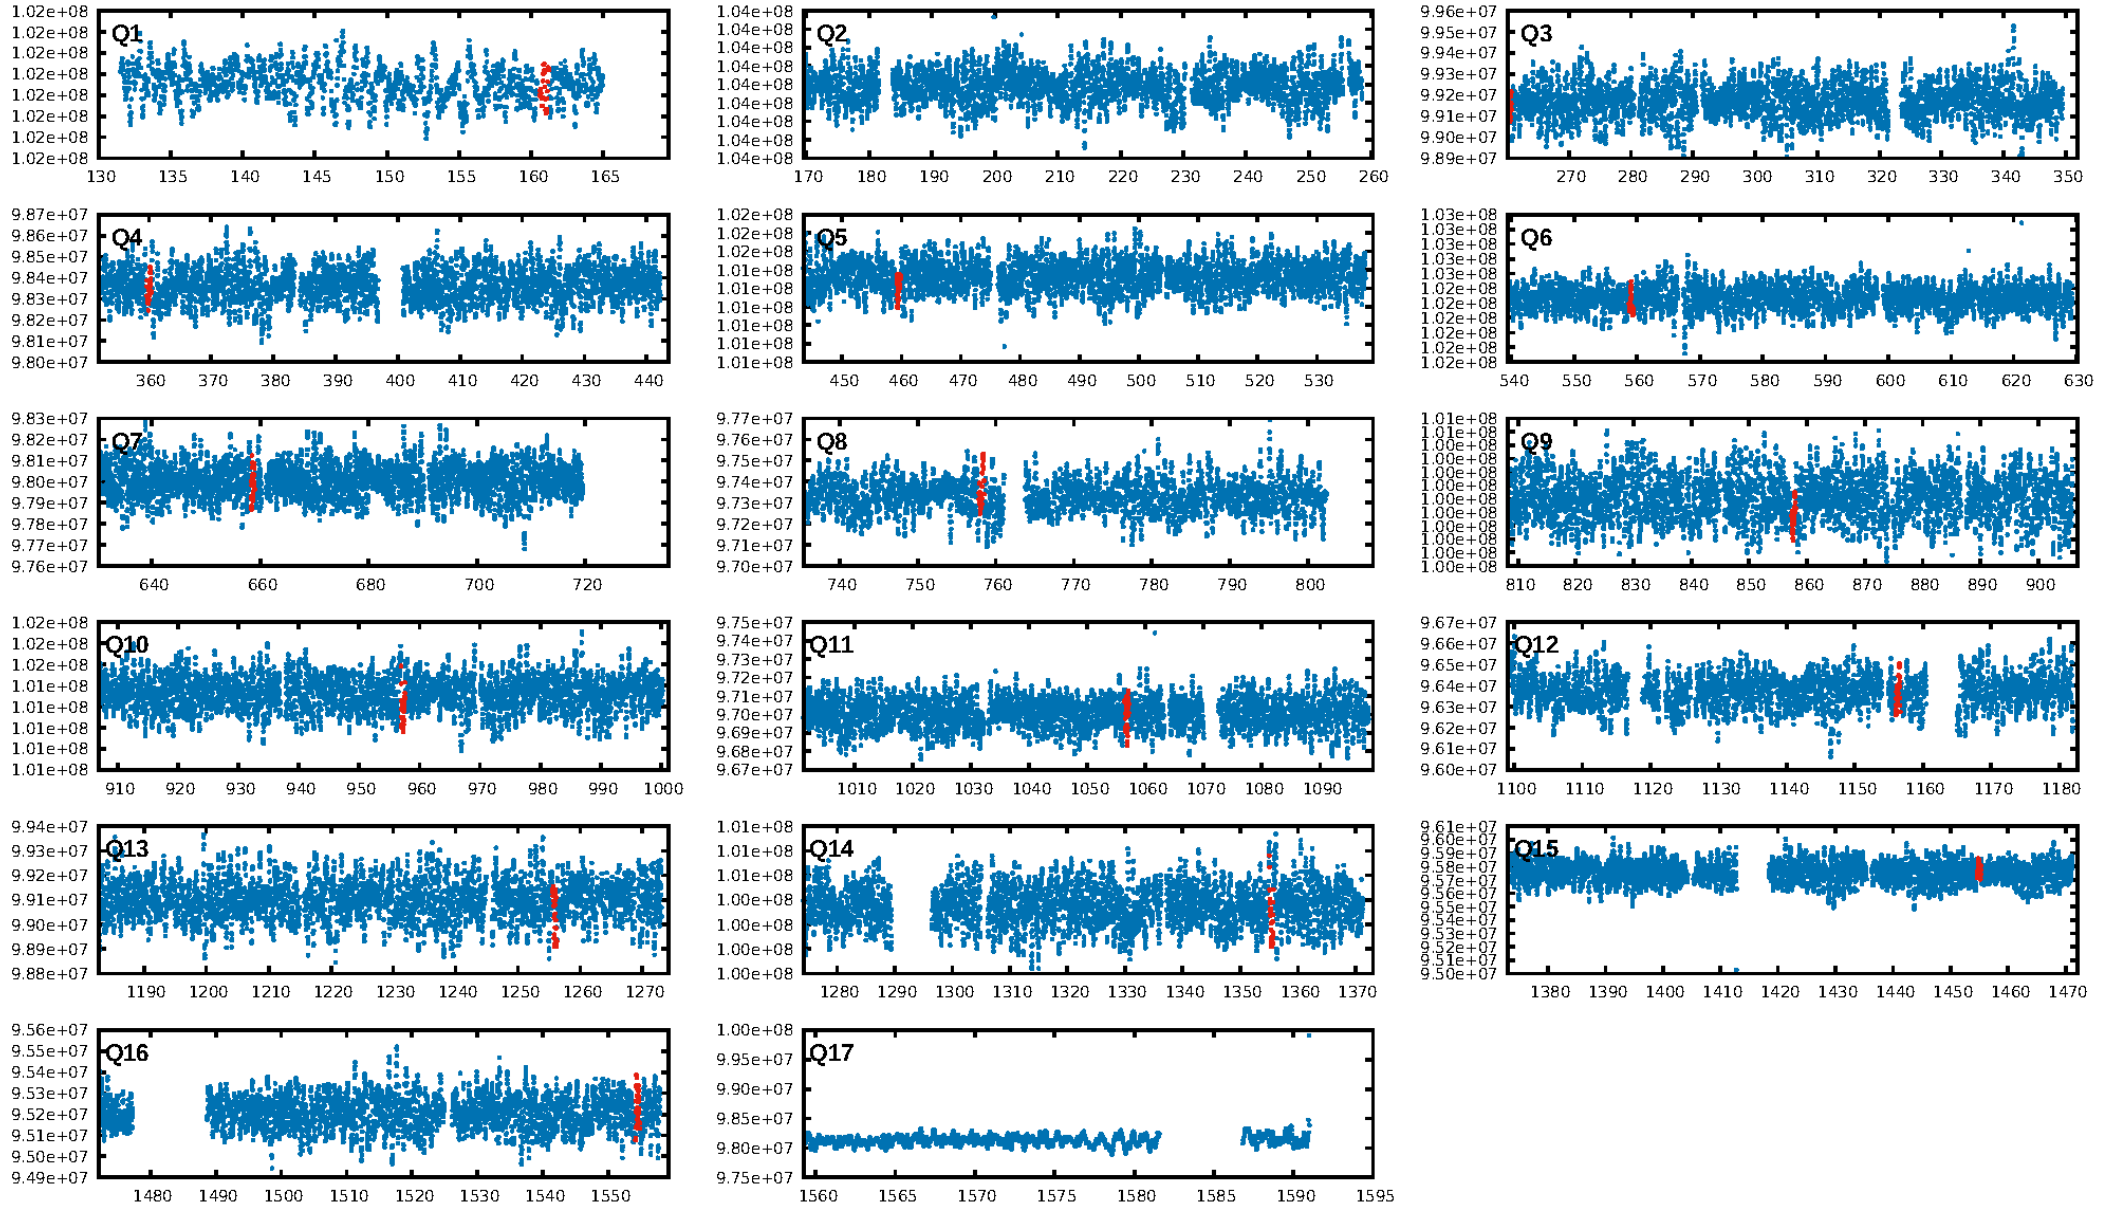 Q1
1.02e+08
1.02e+08
1.02e+08
1.02e+08
1.02e+08
1.02e+08
1.02e+08
1.02e+08
130 135 140 145 150 155 160 165
Q2
1.04e+08
1.04e+08
1.04e+08
1.04e+08
1.04e+08
1.04e+08
1.04e+08
1.04e+08
1.04e+08
170 180 190 200 210 220 230 240 250 260
Q3
9.96e+07
9.95e+07
9.94e+07
9.93e+07
9.92e+07
9.91e+07
9.90e+07
9.89e+07
270 280 290 300 310 320 330 340 350
Q4
9.87e+07
9.86e+07
9.85e+07
9.84e+07
9.83e+07
9.82e+07
9.81e+07
9.80e+07
360 370 380 390 400 410 420 430 440
Q5
1.02e+08
1.02e+08
1.02e+08
1.01e+08
1.01e+08
1.01e+08
1.01e+08
1.01e+08
1.01e+08
450 460 470 480 490 500 510 520 530
Q6
1.03e+08
1.03e+08
1.03e+08
1.03e+08
1.03e+08
1.02e+08
1.02e+08
1.02e+08
1.02e+08
1.02e+08
1.02e+08
540 550 560 570 580 590 600 610 620 630
Q7
9.83e+07
9.82e+07
9.81e+07
9.80e+07
9.79e+07
9.78e+07
9.77e+07
9.76e+07
640 660 680 700 720
Q8
9.77e+07
9.76e+07
9.75e+07
9.74e+07
9.73e+07
9.72e+07
9.71e+07
9.70e+07
740 750 760 770 780 790 800
Q9
1.01e+08
1.01e+08
1.00e+08
1.00e+08
1.00e+08
1.00e+08
1.00e+08
1.00e+08
1.00e+08
1.00e+08
1.00e+08
1.00e+08
810 820 830 840 850 860 870 880 890 900
Q10
1.02e+08
1.02e+08
1.02e+08
1.01e+08
1.01e+08
1.01e+08
1.01e+08
1.01e+08
910 920 930 940 950 960 970 980 990 1000
Q11
9.75e+07
9.74e+07
9.73e+07
9.72e+07
9.71e+07
9.70e+07
9.69e+07
9.68e+07
9.67e+07
1010 1020 1030 1040 1050 1060 1070 1080 1090
Q12
9.67e+07
9.66e+07
9.65e+07
9.64e+07
9.63e+07
9.62e+07
9.61e+07
9.60e+07
1100 1110 1120 1130 1140 1150 1160 1170 1180
Q13
9.94e+07
9.93e+07
9.92e+07
9.91e+07
9.90e+07
9.89e+07
9.88e+07
1190 1200 1210 1220 1230 1240 1250 1260 1270
Q14
1.01e+08
1.01e+08
1.01e+08
1.00e+08
1.00e+08
1.00e+08
1.00e+08
1280 1290 1300 1310 1320 1330 1340 1350 1360 1370
Q15
9.61e+07
9.60e+07
9.59e+07
9.58e+07
9.57e+07
9.56e+07
9.55e+07
9.54e+07
9.53e+07
9.52e+07
9.51e+07
9.50e+07
1380 1390 1400 1410 1420 1430 1440 1450 1460 1470
Q16
9.56e+07
9.55e+07
9.54e+07
9.53e+07
9.52e+07
9.51e+07
9.50e+07
9.49e+07
1480 1490 1500 1510 1520 1530 1540 1550
Q17
1.00e+08
9.95e+07
9.90e+07
9.85e+07
9.80e+07
9.75e+07
1560 1565 1570 1575 1580 1585 1590 1595